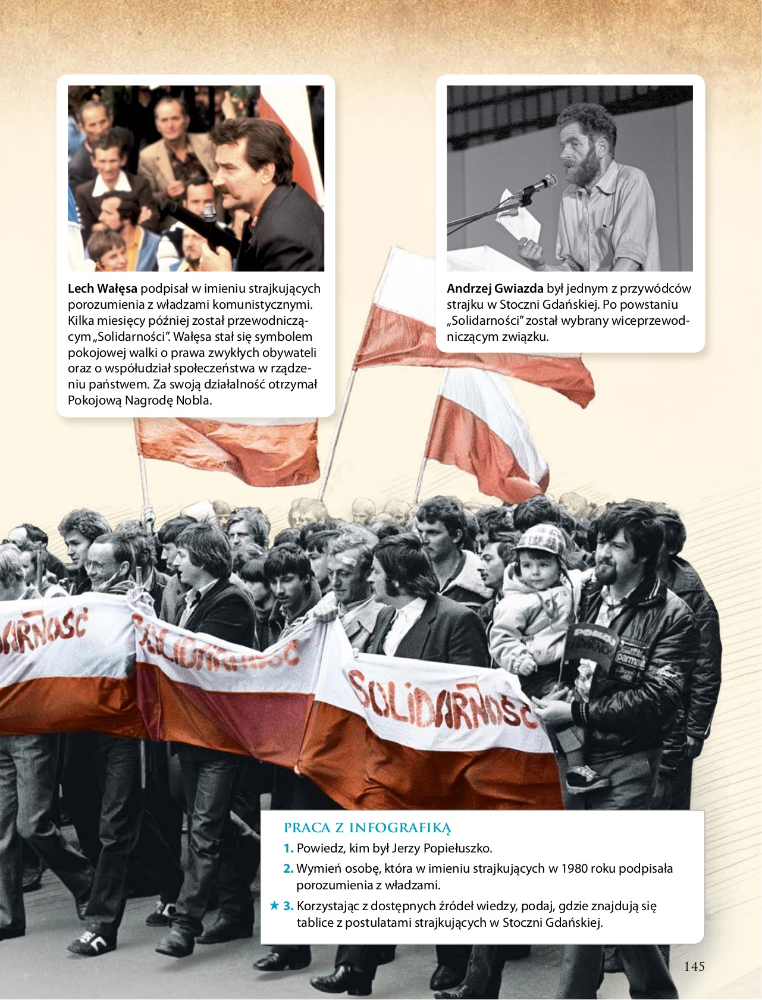 Lech Wałęsa podpisał w imieniu strajkujących
porozumienia z władzami komunistycznymi.
Kilka miesięcy później został przewodniczą-
cym „Solidarności”. Wałęsa stał się symbolem
pokojowej walki o prawa zwykłych obywateli
oraz o współudział społeczeństwa w rządze-
niu państwem. Za swoją działalność otrzymał
Pokojową Nagrodę Nobla.
Andrzej Gwiazda był jednym z przywódców
strajku w Stoczni Gdańskiej. Po powstaniu
„Solidarności” został wybrany wiceprzewod-
niczącym związku.
DARNOŚĆ
SOLIDARNOŚĆ
SOLIDARNOŚĆ
POKÓJ
SOLIDARNOŚ
parma
PRACA Z INFOGRAFIKĄ
1. Powiedz, kim był Jerzy Popiełuszko.
2. Wymień osobę, która w imieniu strajkujących w 1980 roku podpisała
porozumienia z władzami.
★ 3. Korzystając z dostępnych źródeł wiedzy, podaj, gdzie znajdują się
tablice z postulatami strajkujących w Stoczni Gdańskiej.
145